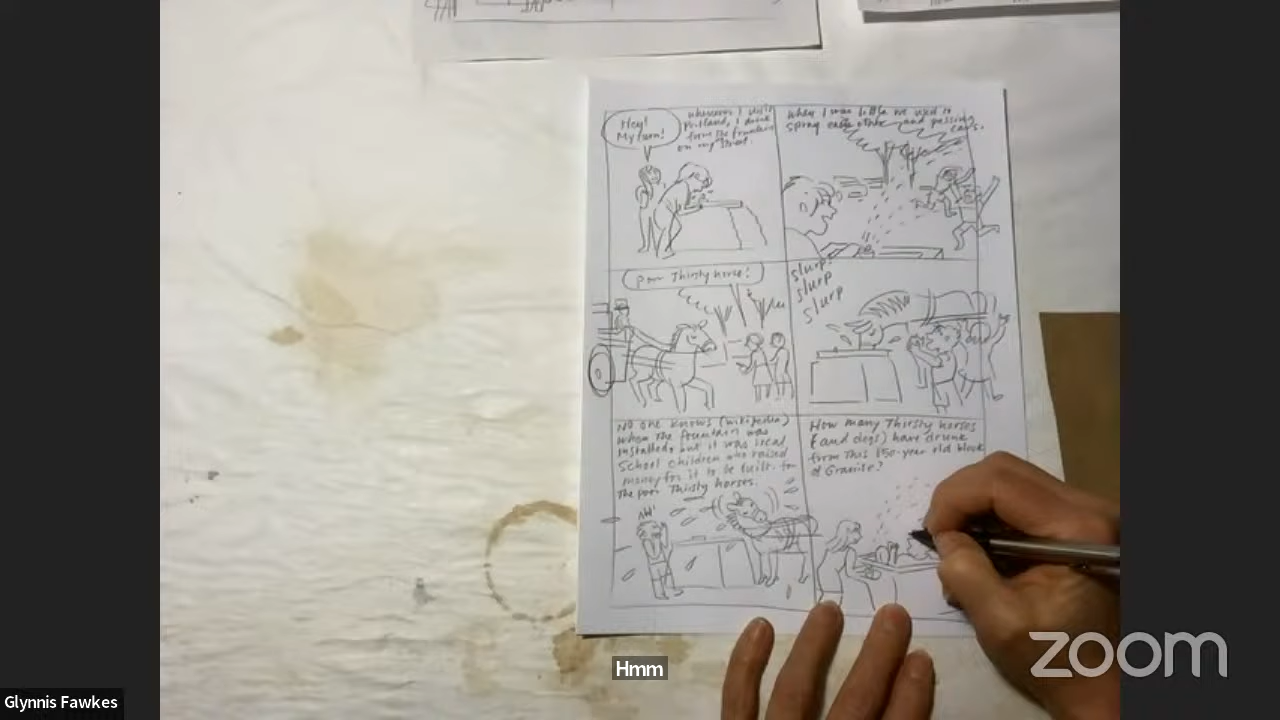 Hey!
My turn!
whenever I visit
Portland, I drink
from the fountain
on my street.
when I was little we used to
spray each other and passing
cars.
Poor Thirsty horse!
slurp!
slurp
slurp
No one knows (wikipedia)
when the fountain was
installed, but it was local
School children who raised
money for it to be built. for
the poor Thirsty horses.
AW!
How many Thirsty horses
(and dogs) have drunk
from this 150-year old block
of Granite?
Hmm
Glynnis Fawkes
zoom